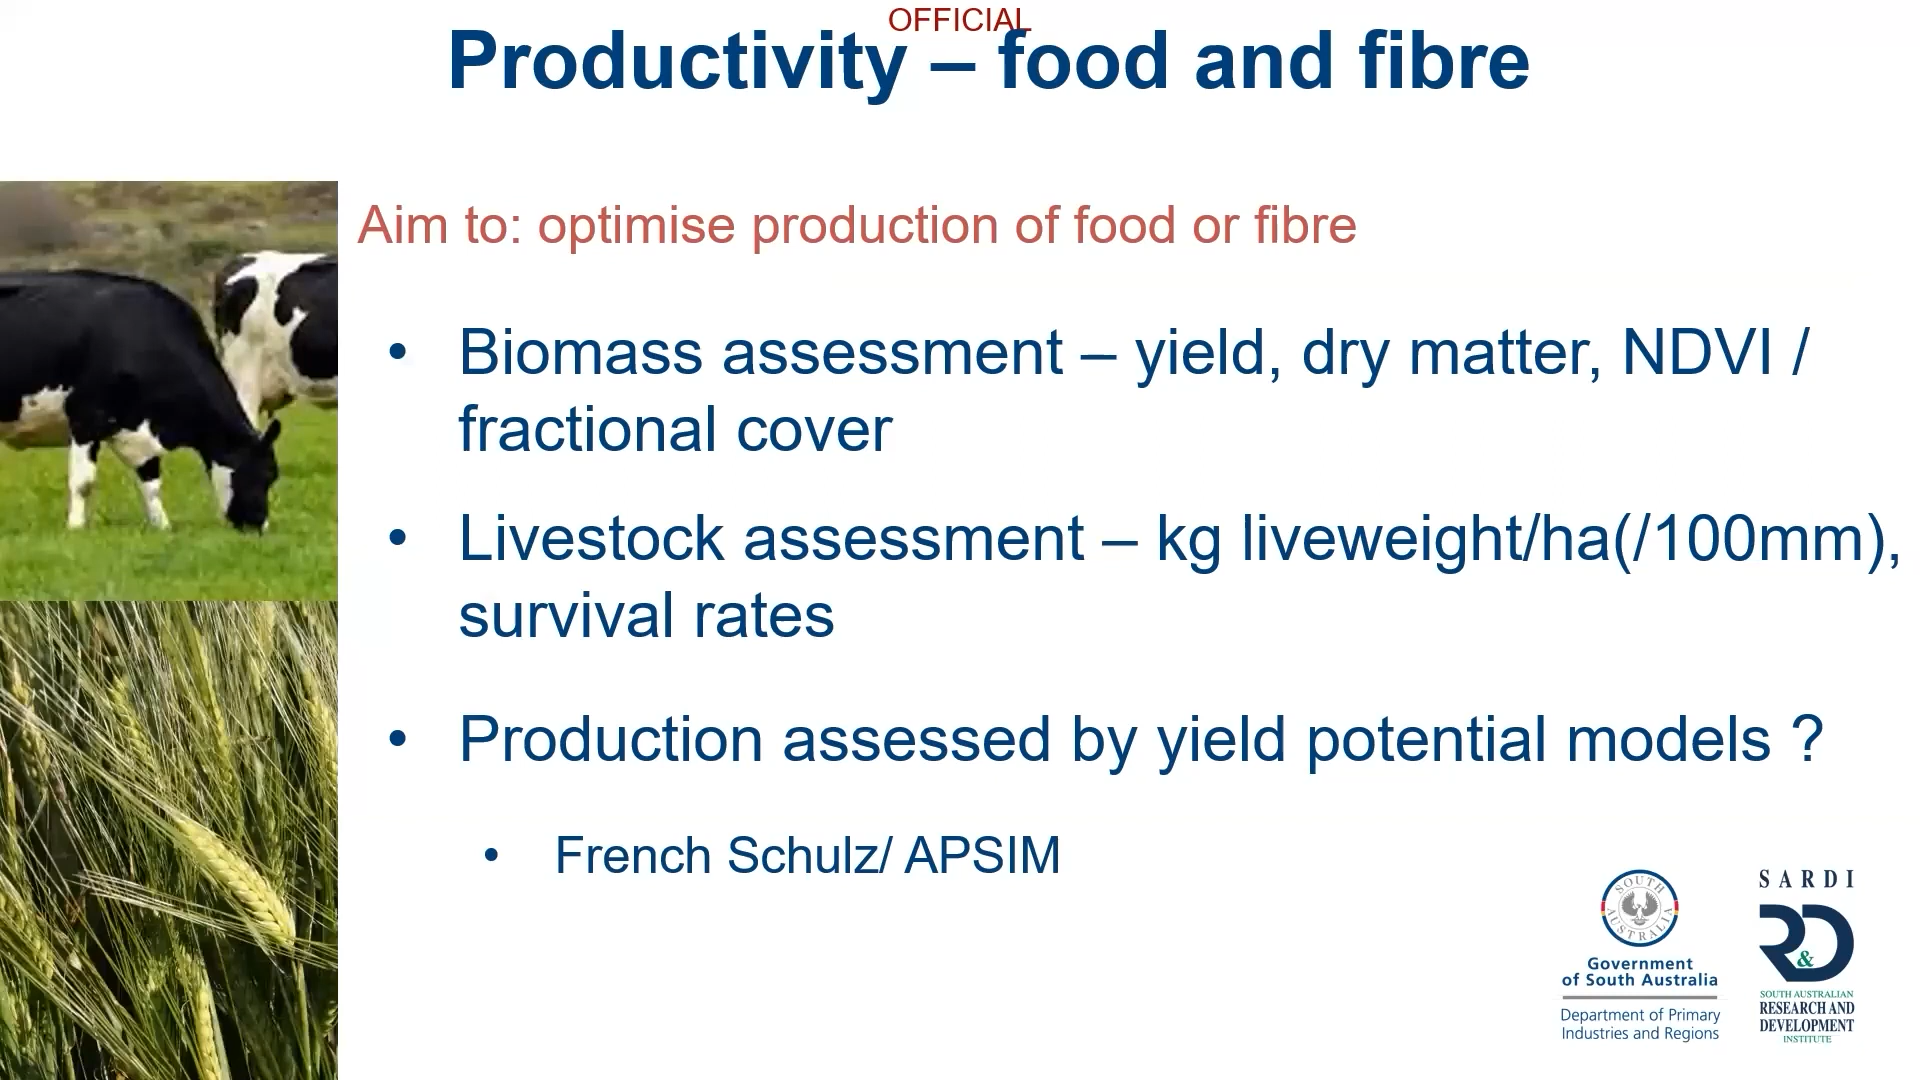 OFFICIAL
Productivity – food and fibre
Aim to: optimise production of food or fibre
• Biomass assessment – yield, dry matter, NDVI /
fractional cover
• Livestock assessment – kg liveweight/ha(/100mm),
survival rates
• Production assessed by yield potential models ?
• French Schulz/ APSIM
SOUTH AUSTRALIA
Government
of South Australia
Department of Primary
Industries and Regions
SARDI
R&D
SOUTH AUSTRALIAN
RESEARCH AND
DEVELOPMENT
INSTITUTE